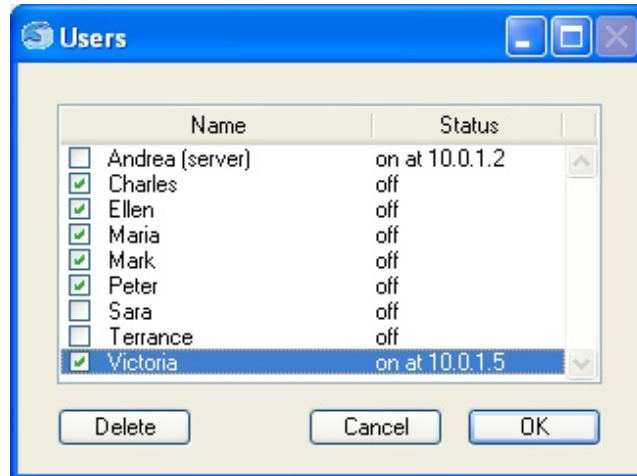 Users
Name Status
Andrea (server) on at 10.0.1.2
Charles off
Ellen off
Maria off
Mark off
Peter off
Sara off
Terrance off
Victoria on at 10.0.1.5
Delete Cancel OK